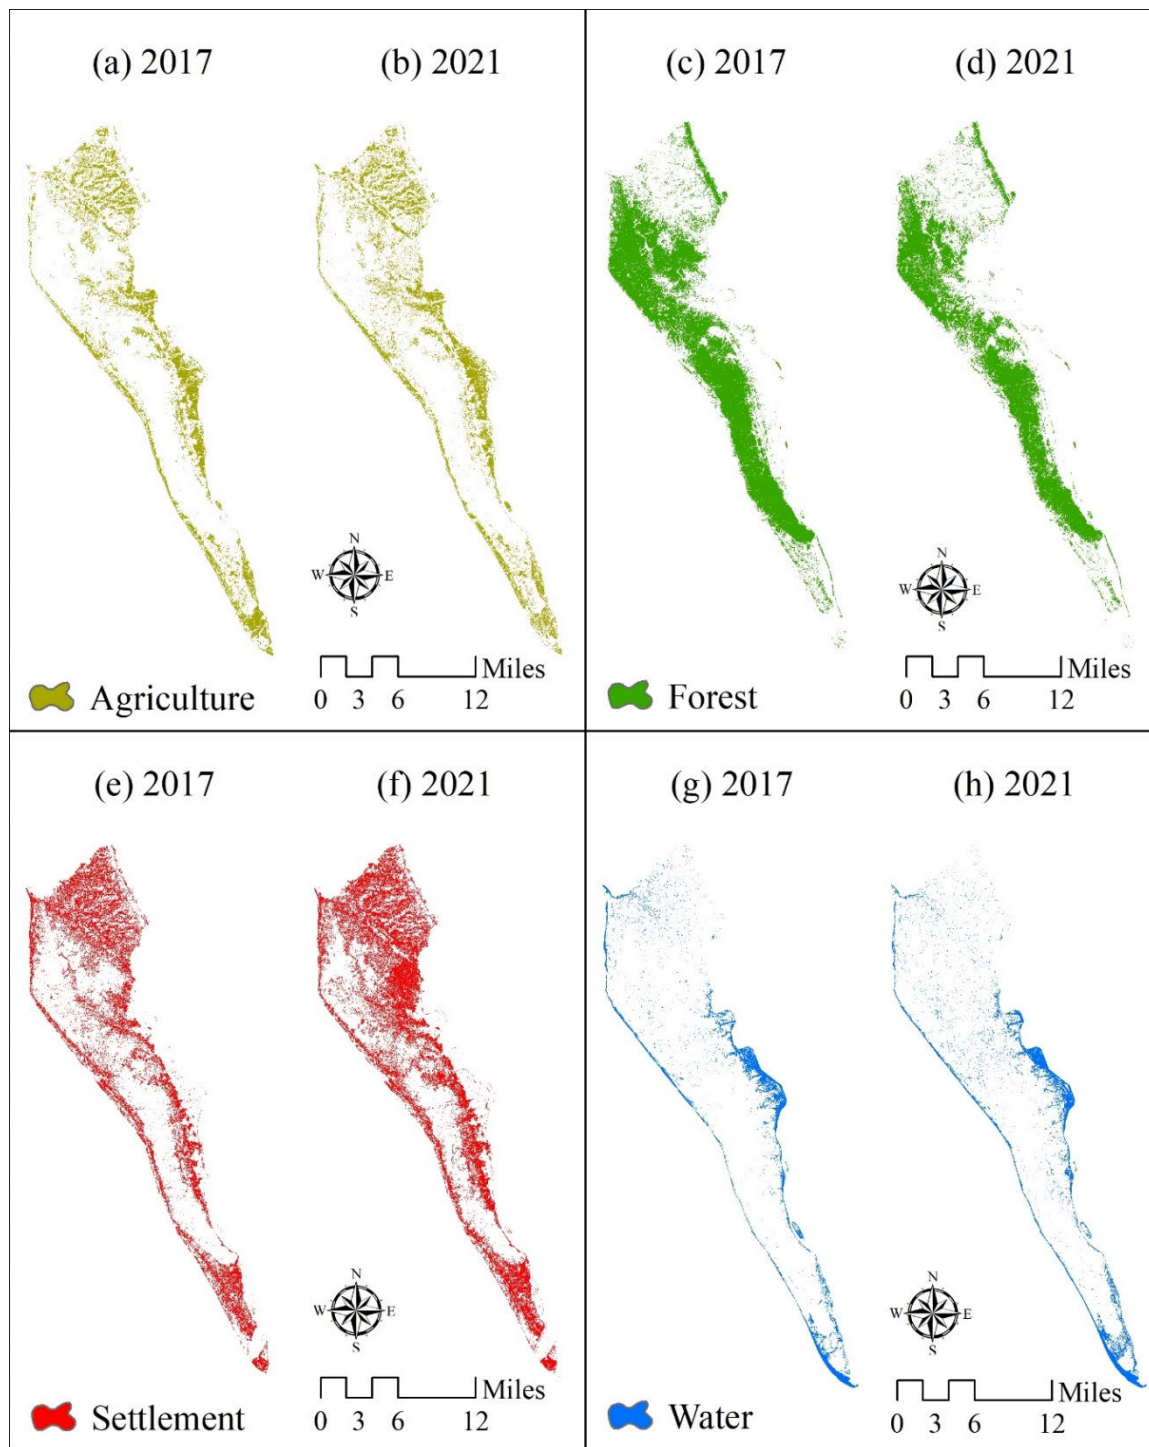 (a) 2017 (b) 2021
N
W E
S
Agriculture
Miles
0 3 6 12
(c) 2017 (d) 2021
N
W E
S
Forest
Miles
0 3 6 12
(e) 2017 (f) 2021
N
W E
S
Settlement
Miles
0 3 6 12
(g) 2017 (h) 2021
N
W E
S
Water
Miles
0 3 6 12